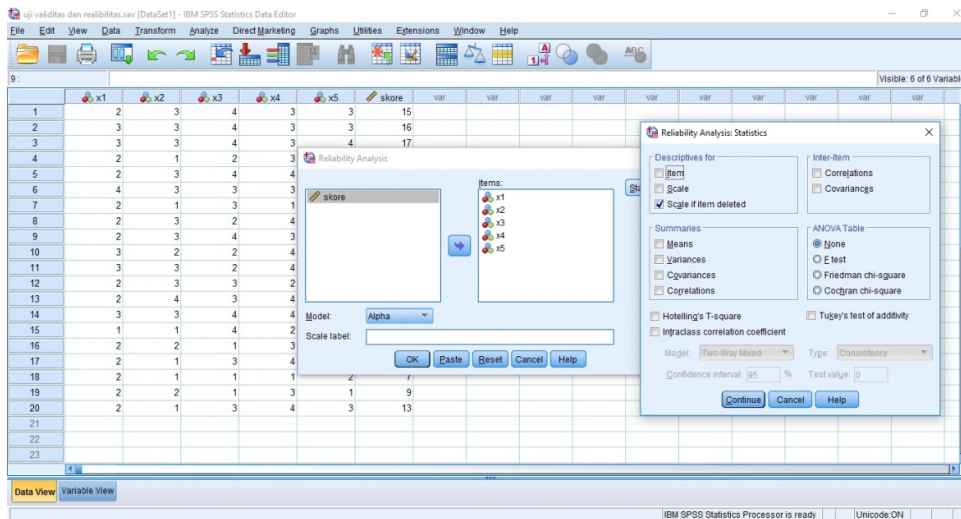 uji validitas dan realibilitas.sav [DataSet1] - IBM SPSS Statistics Data Editor
File Edit View Data Transform Analyze Direct Marketing Graphs Utilities Extensions Window Help
9 :
Visible: 6 of 6 Variabl
x1 x2 x3 x4 x5 skore var var var var var var var var
1 2 3 4 3 3 15
2 3 3 4 3 3 16
3 3 3 4 3 4 17
4 2 1 2 3
5 2 3 4 3
6 4 3 3 3
7 2 1 3 1
8 2 3 2 4
9 2 3 4 3
10 3 2 2 4
11 3 3 2 4
12 2 3 3 2
13 2 4 3 4
14 3 3 4 4
15 1 1 4 2
16 2 2 1 3
17 2 1 3 4
18 2 1 1 1 2 7
19 2 2 1 3 1 9
20 2 1 3 4 3 13
21
22
23
Reliability Analysis
Items:
skore
x1
x2
x3
x4
x5
Model: Alpha
Scale label:
OK Paste Reset Cancel Help
Reliability Analysis: Statistics
Descriptives for
Item
Scale
Scale if item deleted
Inter-Item
Correlations
Covariances
Summaries
Means
Variances
Covariances
Correlations
ANOVA Table
None
F test
Friedman chi-square
Cochran chi-square
Hotelling's T-square
Tukey's test of additivity
Intraclass correlation coefficient
Model: Two-Way Mixed Type: Consistency
Confidence interval: 95 % Test value: 0
Continue Cancel Help
Data View Variable View
IBM SPSS Statistics Processor is ready Unicode:ON